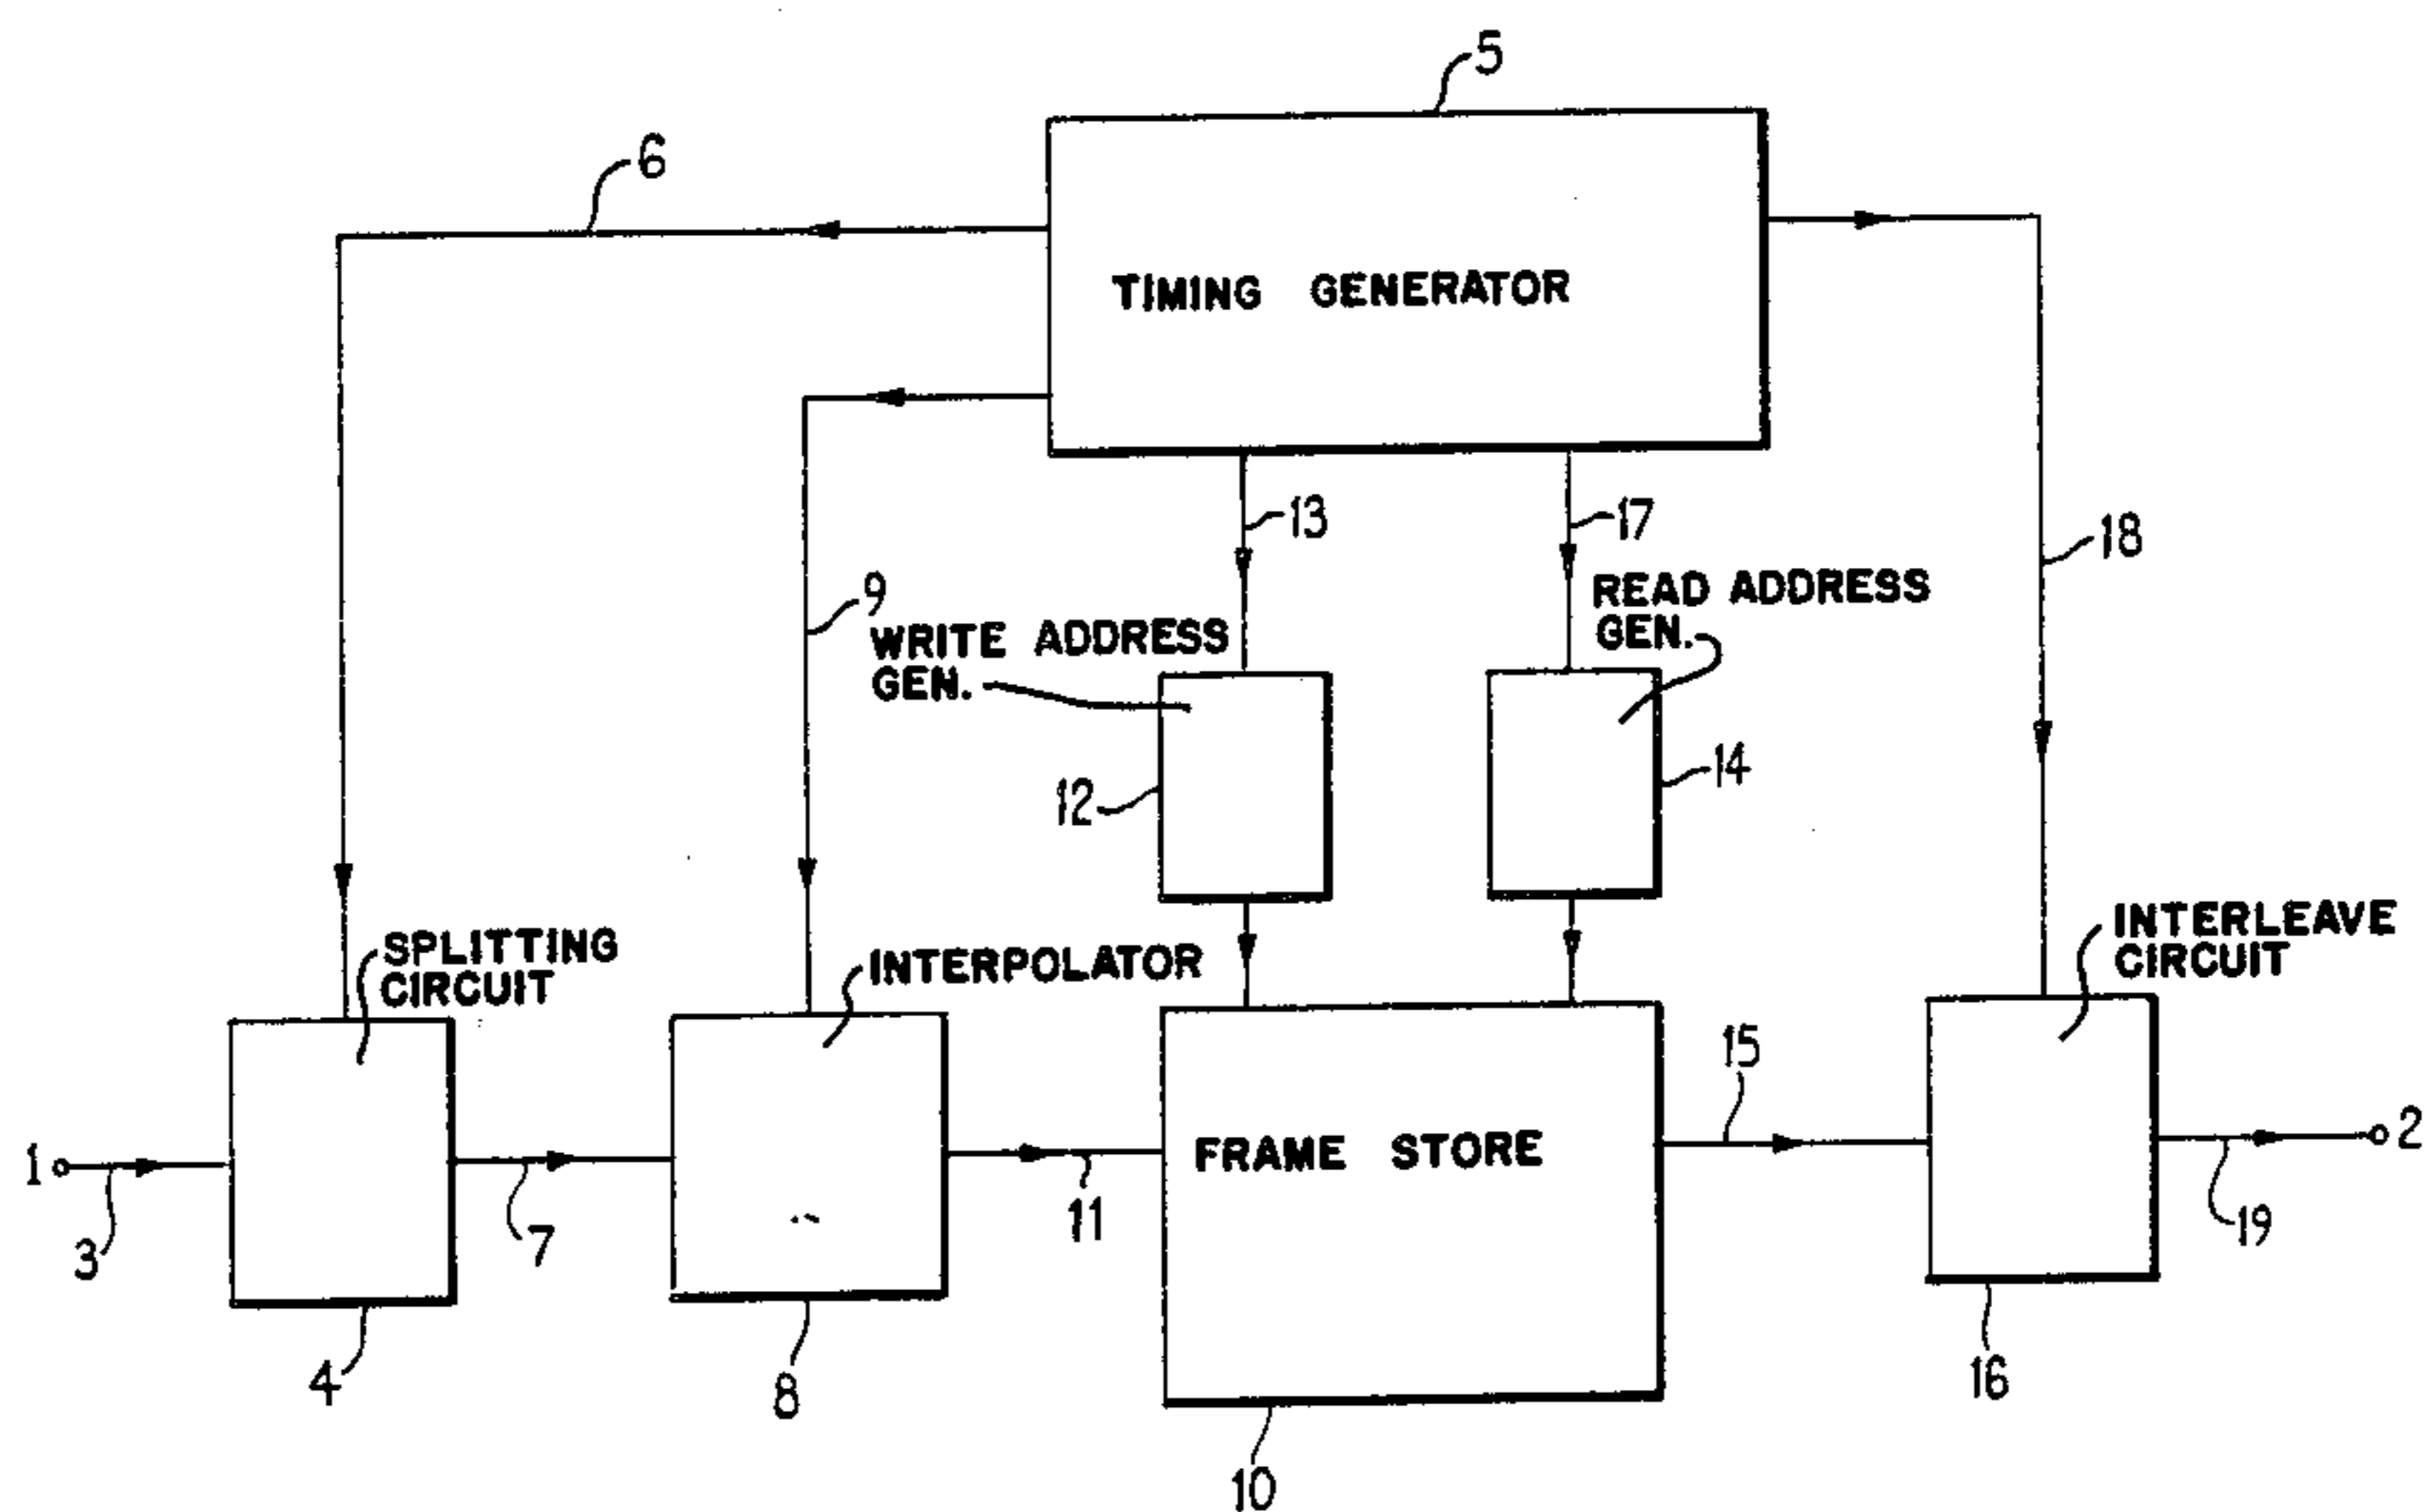 5
6
TIMING GENERATOR
13
17
18
9
READ ADDRESS
GEN.
WRITE ADDRESS
GEN.
12
14
SPLITTING
CIRCUIT
INTERPOLATOR
INTERLEAVE
CIRCUIT
15
1
2
FRAME STORE
3
7
11
19
4
8
16
10